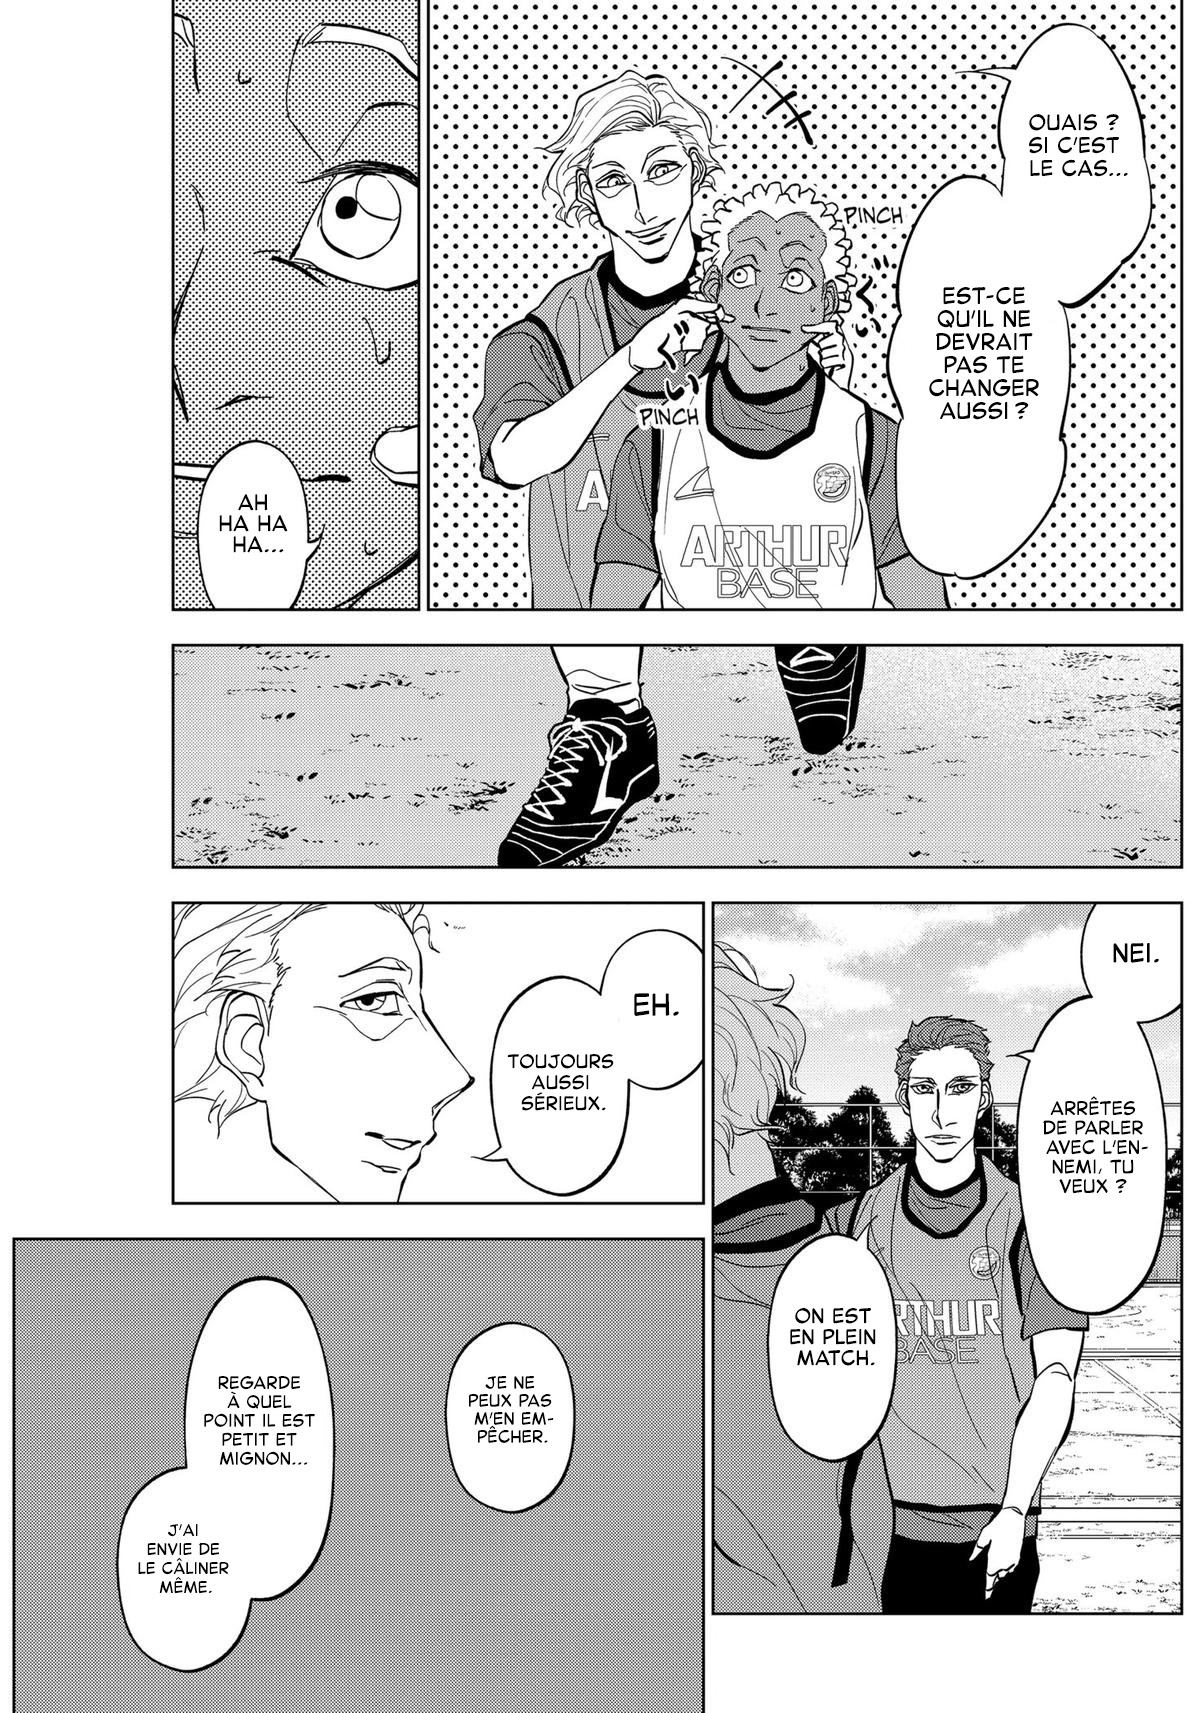 OUAIS ?
SI C'EST
LE CAS...
EST-CE
QU'IL NE
DEVRAIT
PAS TE
CHANGER
AUSSI ?
PINCH
PINCH
ARTHUR
BASE
A
AH
HA HA
HA...
NEI.
ARRÊTES
DE PARLER
AVEC L'EN-
NEMI, TU
VEUX ?
ARTHUR
BASE
ON EST
EN PLEIN
MATCH.
EH.
TOUJOURS
AUSSI
SÉRIEUX.
JE NE
PEUX PAS
M'EN EM-
PÊCHER.
REGARDE
À QUEL
POINT IL EST
PETIT ET
MIGNON...
J'AI
ENVIE DE
LE CÂLINER
MÊME.